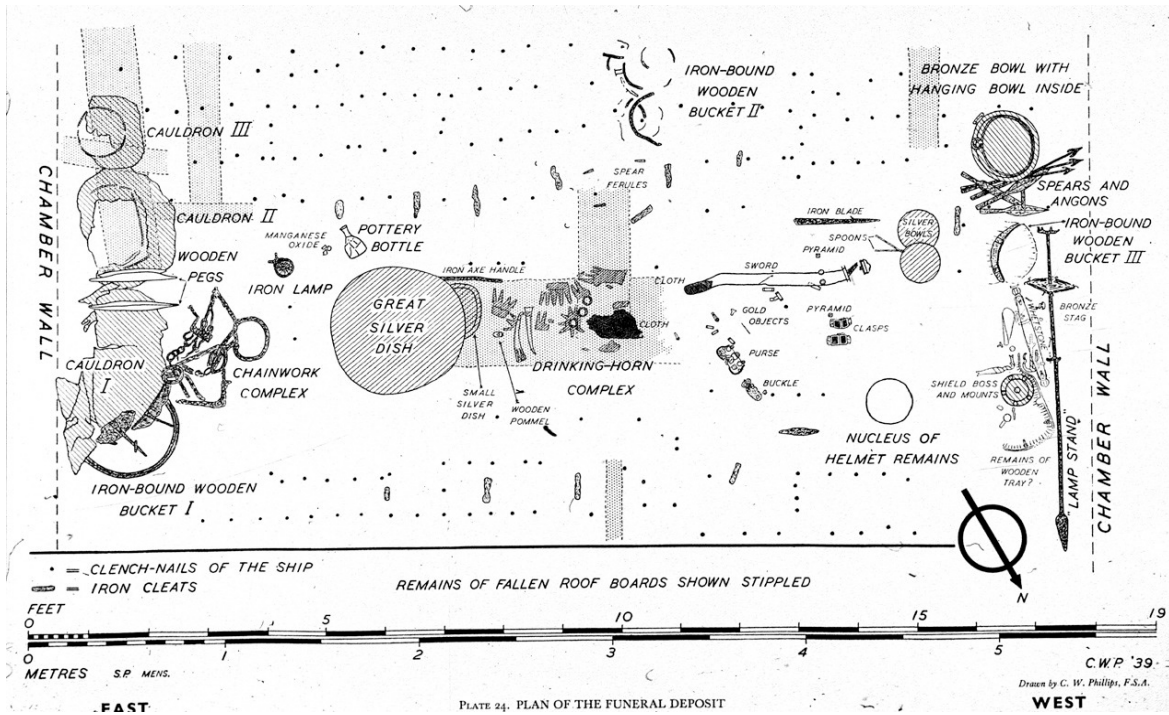 CHAMBER WALL
CAULDRON III
CAULDRON II
WOODEN
PEGS
CAULDRON
I
IRON-BOUND WOODEN
BUCKET I
CHAINWORK
COMPLEX
MANGANESE
OXIDE
IRON LAMP
POTTERY
BOTTLE
GREAT
SILVER
DISH
IRON AXE HANDLE
SMALL
SILVER
DISH
WOODEN
POMMEL
DRINKING-HORN
COMPLEX
CLOTH
CLOTH
IRON-BOUND
WOODEN
BUCKET II
SPEAR
FERULES
IRON BLADE
SPOONS
SILVER
BOWLS
PYRAMID
SWORD
GOLD
OBJECTS
PYRAMID
CLASPS
PURSE
BUCKLE
NUCLEUS OF
HELMET REMAINS
BRONZE BOWL WITH
HANGING BOWL INSIDE
SPEARS AND
ANGONS
IRON-BOUND
WOODEN
BUCKET III
BRONZE
STAG
WHETSTONE
SHIELD BOSS
AND MOUNTS
REMAINS OF
WOODEN
TRAY?
"LAMP STAND"
CHAMBER WALL
N
= CLENCH-NAILS OF THE SHIP
= IRON CLEATS
REMAINS OF FALLEN ROOF BOARDS SHOWN STIPPLED
FEET
0 5 10 15 19
0 1 2 3 4 5
METRES S.P. MENS. C.W.P. '39
Drawn by C. W. Phillips, F.S.A.
EAST PLATE 24. PLAN OF THE FUNERAL DEPOSIT WEST